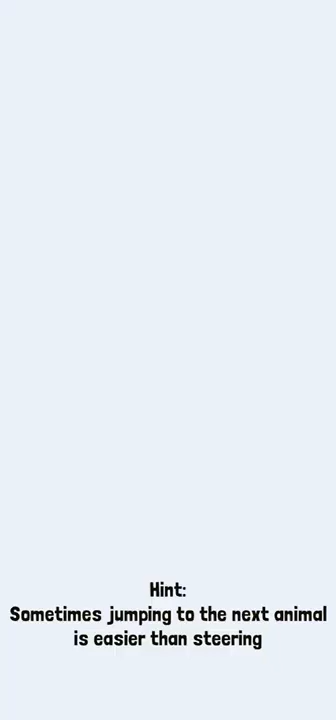 Hint:
Sometimes jumping to the next animal
is easier than steering